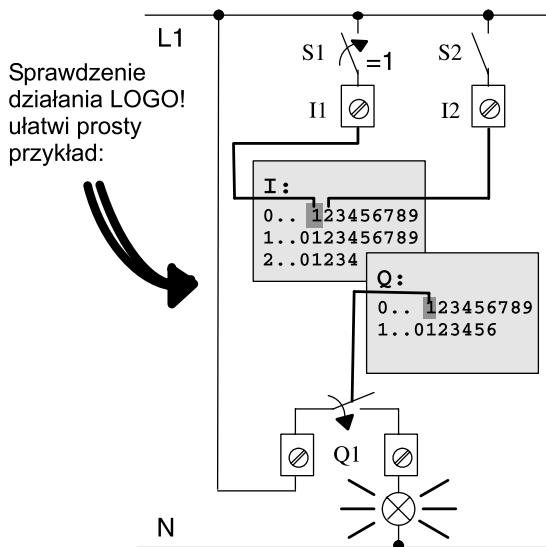 L1
Sprawdzenie
działania LOGO!
ułatwi prosty
przykład:
S1
=1
S2
I1
I2
I:
0.. 123456789
1..0123456789
2..01234
Q:
0.. 123456789
1..0123456
Q1
N